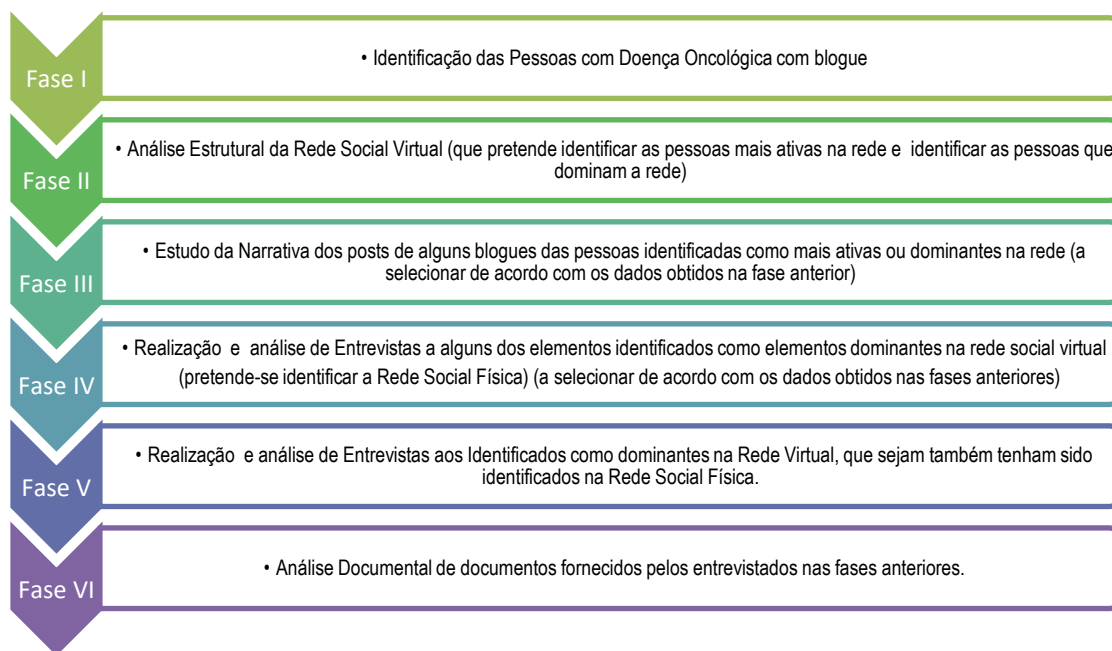 Fase I
• Identificação das Pessoas com Doença Oncológica com blogue
Fase II
• Análise Estrutural da Rede Social Virtual (que pretende identificar as pessoas mais ativas na rede e identificar as pessoas que
dominam a rede)
Fase III
• Estudo da Narrativa dos posts de alguns blogues das pessoas identificadas como mais ativas ou dominantes na rede (a
selecionar de acordo com os dados obtidos na fase anterior)
Fase IV
• Realização e análise de Entrevistas a alguns dos elementos identificados como elementos dominantes na rede social virtual
(pretende-se identificar a Rede Social Física) (a selecionar de acordo com os dados obtidos nas fases anteriores)
Fase V
• Realização e análise de Entrevistas aos Identificados como dominantes na Rede Virtual, que sejam também tenham sido
identificados na Rede Social Física.
Fase VI
• Análise Documental de documentos fornecidos pelos entrevistados nas fases anteriores.